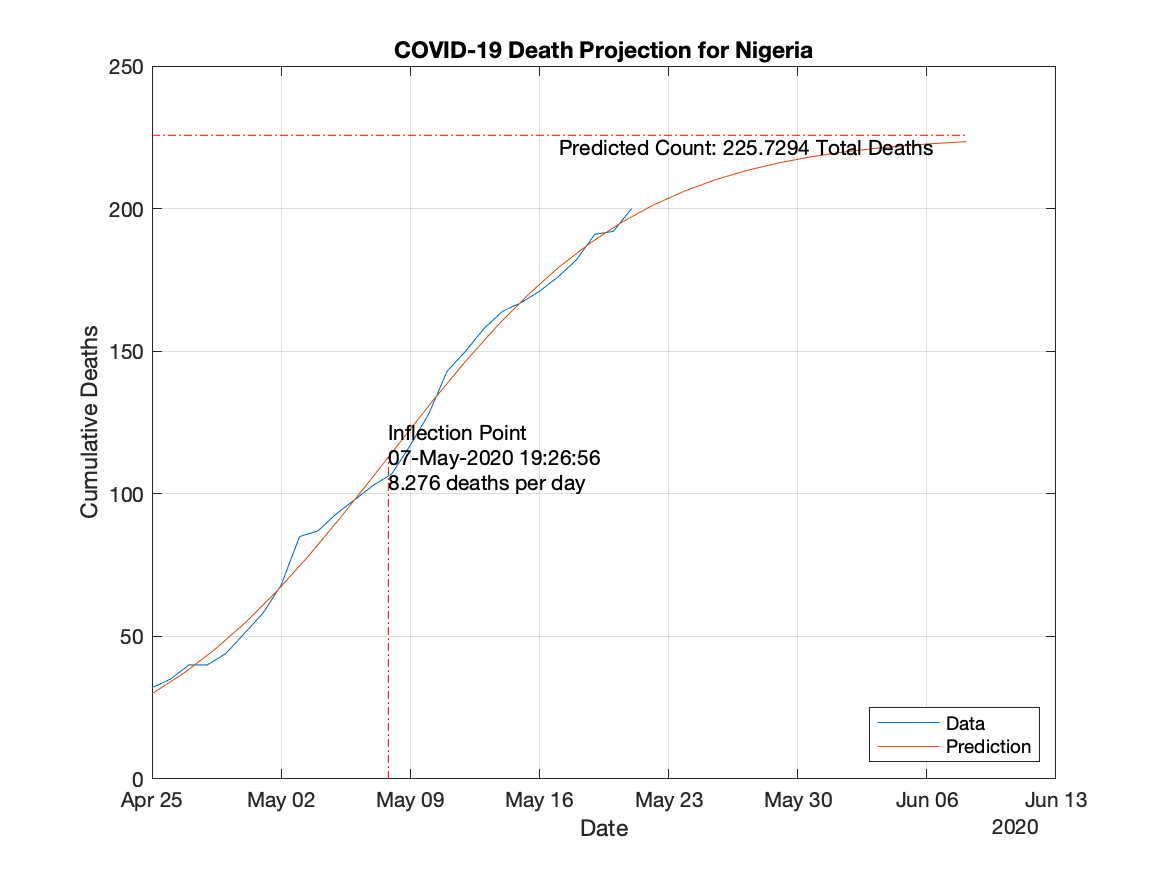 COVID-19 Death Projection for Nigeria
250
200
150
100
50
0
Cumulative Deaths
Predicted Count: 225.7294 Total Deaths
Inflection Point
07-May-2020 19:26:56
8.276 deaths per day
Data
Prediction
Apr 25 May 02 May 09 May 16 May 23 May 30 Jun 06 Jun 13
Date
2020